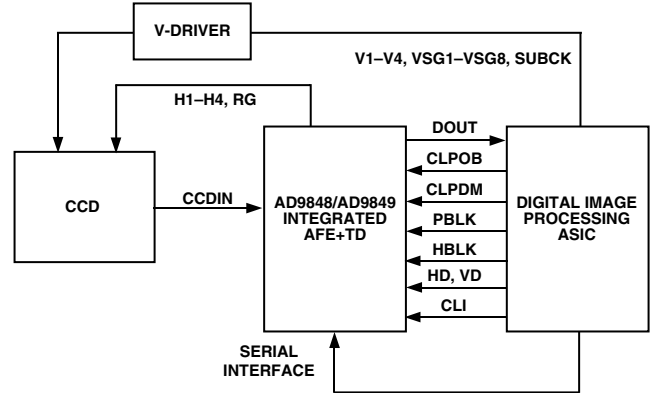 V-DRIVER
V1–V4, VSG1–VSG8, SUBCK
H1–H4, RG
DOUT
CLPOB
CCD
CCDIN
AD9848/AD9849
INTEGRATED
AFE+TD
CLPDM
DIGITAL IMAGE
PROCESSING
ASIC
PBLK
HBLK
HD, VD
CLI
SERIAL
INTERFACE